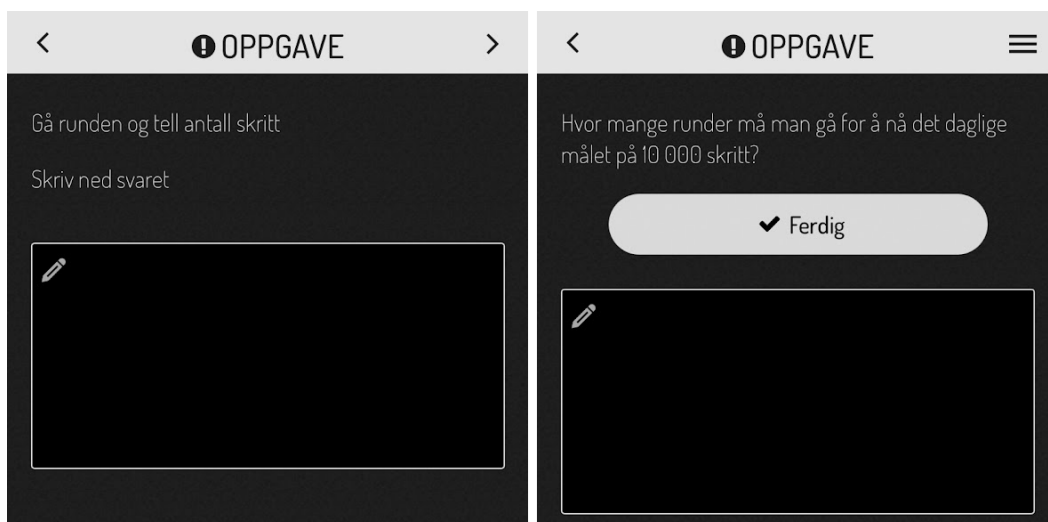 OPPGAVE
Gå runden og tell antall skritt
Skriv ned svaret
OPPGAVE
Hvor mange runder må man gå for å nå det daglige
målet på 10 000 skritt?
Ferdig